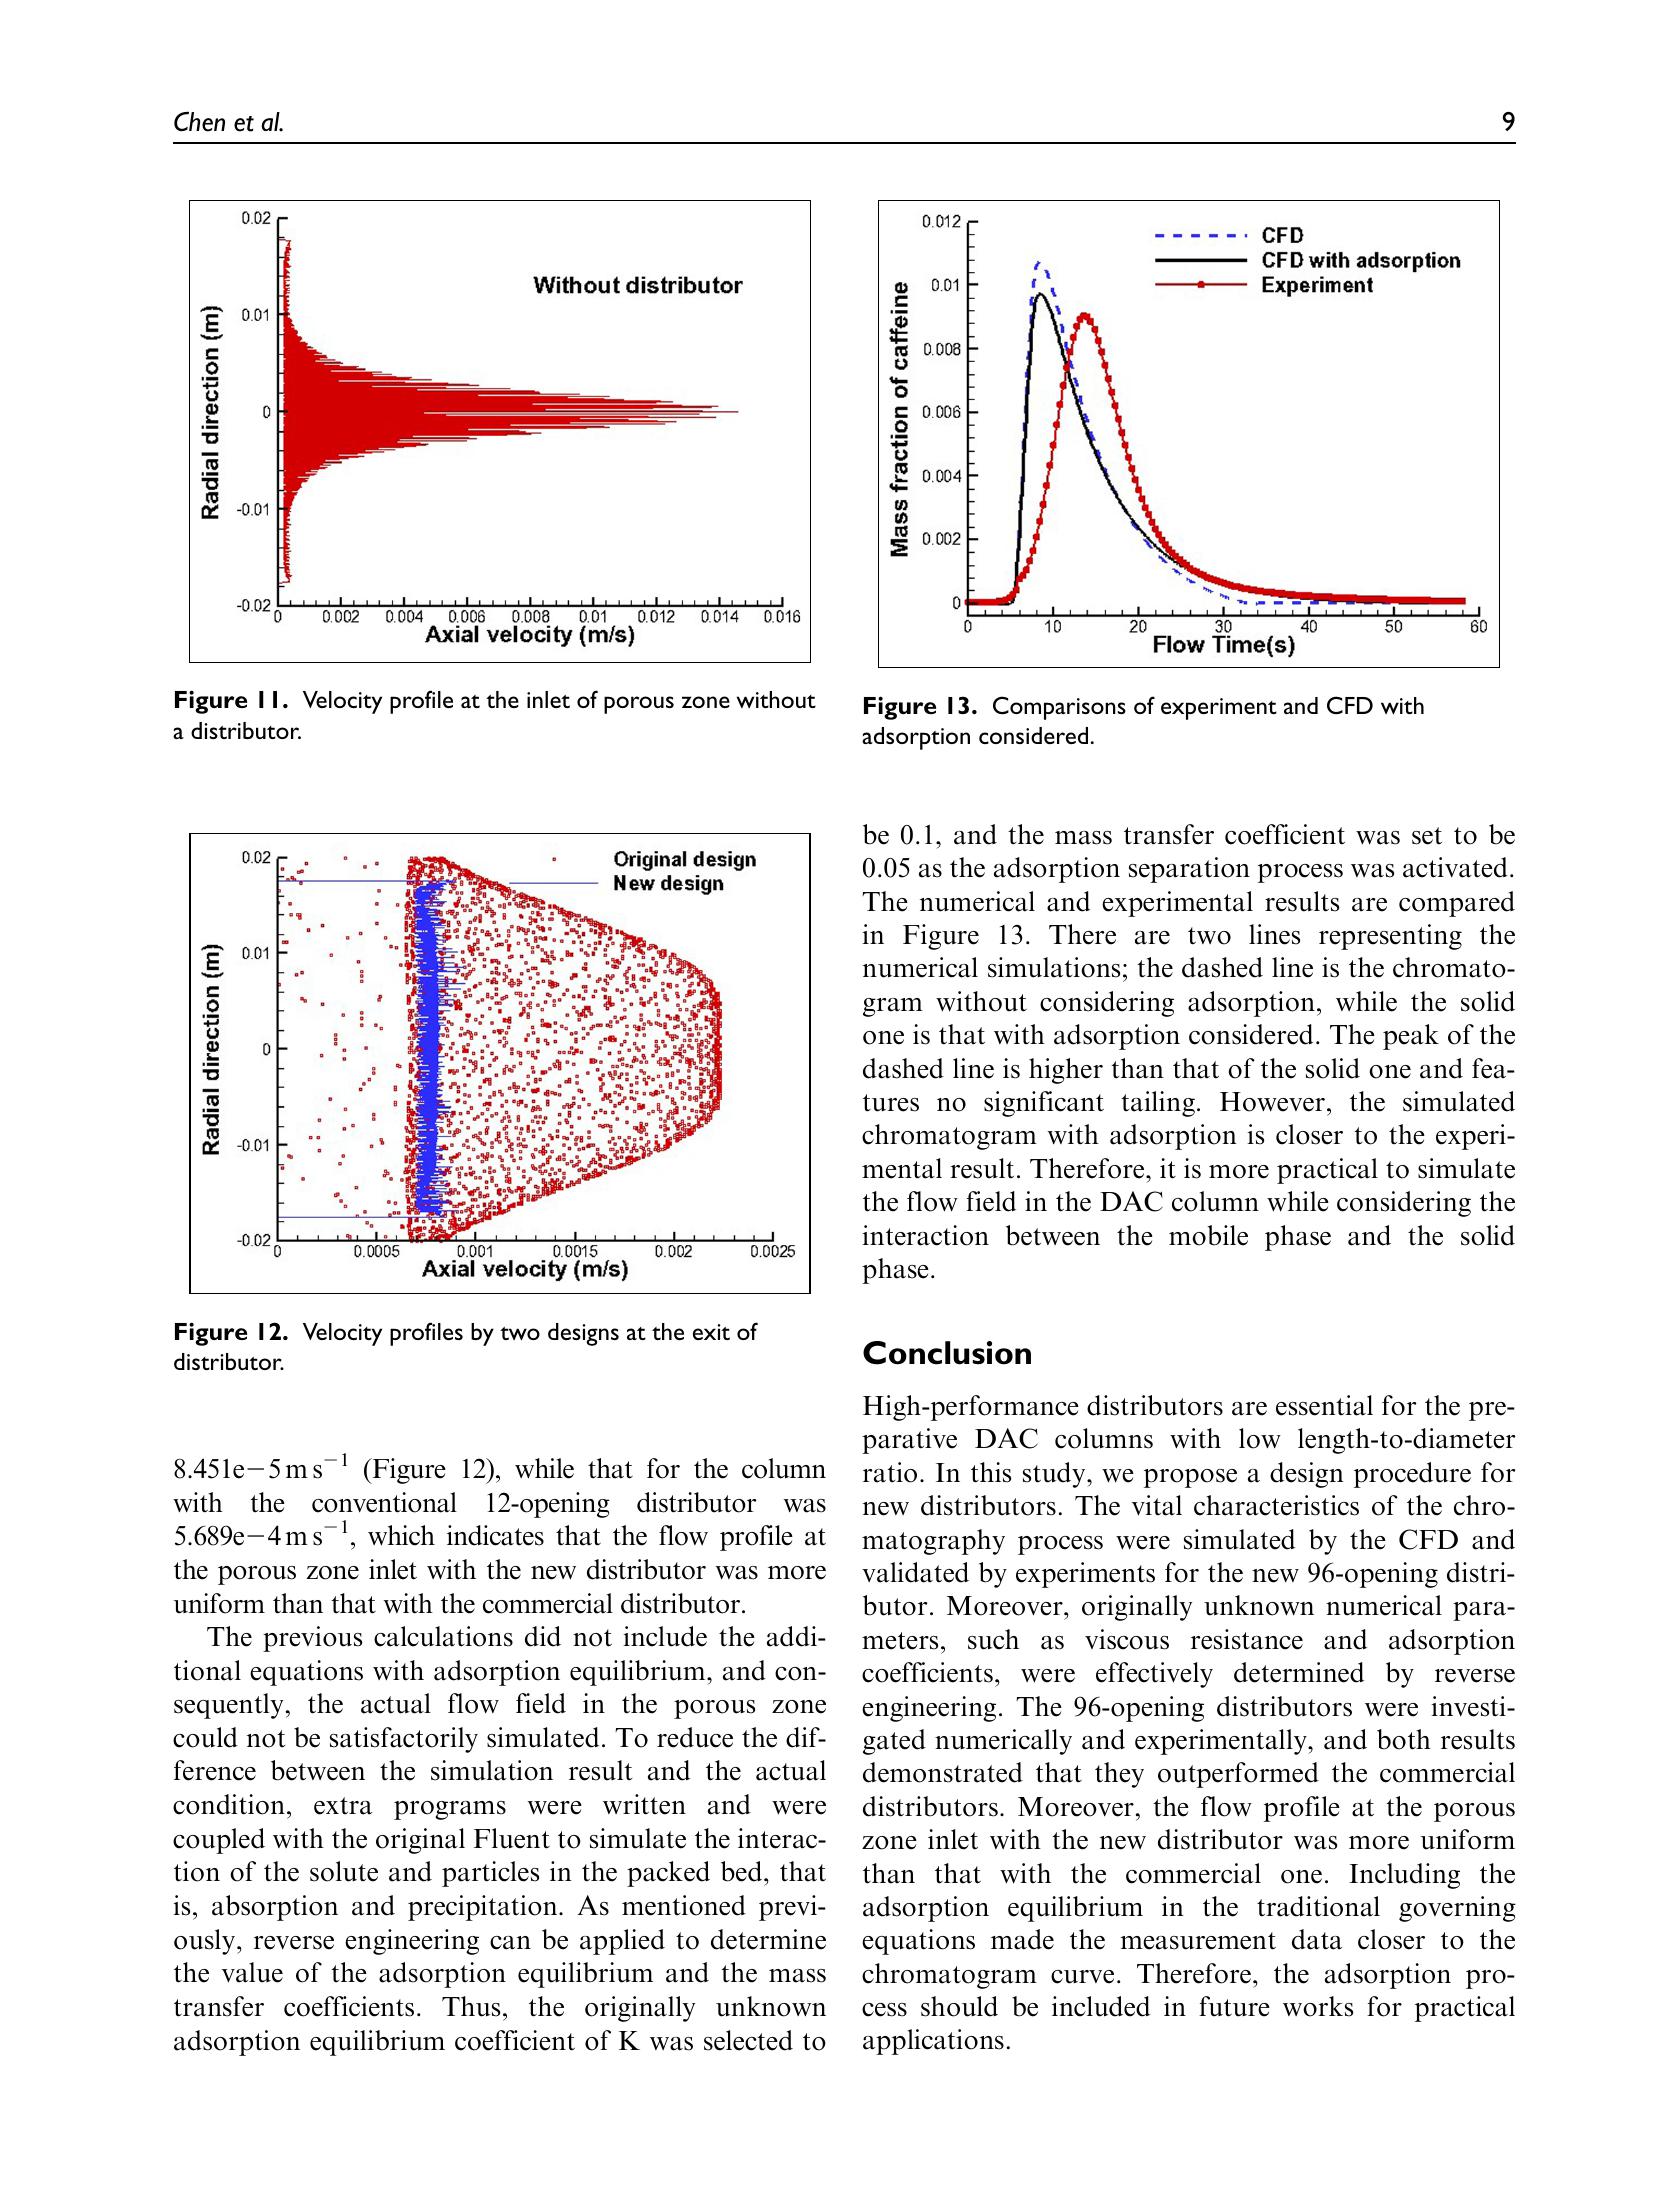 Chen et al.
9
0.02
0.01
0
-0.01
-0.02
Radial direction (m)
Without distributor
0 0.002 0.004 0.006 0.008 0.01 0.012 0.014 0.016
Axial velocity (m/s)
Figure 11. Velocity profile at the inlet of porous zone without
a distributor.
0.02
0.01
0
-0.01
-0.02
Radial direction (m)
Original design
New design
0 0.0005 0.001 0.0015 0.002 0.0025
Axial velocity (m/s)
Figure 12. Velocity profiles by two designs at the exit of
distributor.
8.451e−5 m s−1 (Figure 12), while that for the column
with the conventional 12-opening distributor was
5.689e−4 m s−1, which indicates that the flow profile at
the porous zone inlet with the new distributor was more
uniform than that with the commercial distributor.
The previous calculations did not include the addi-
tional equations with adsorption equilibrium, and con-
sequently, the actual flow field in the porous zone
could not be satisfactorily simulated. To reduce the dif-
ference between the simulation result and the actual
condition, extra programs were written and were
coupled with the original Fluent to simulate the interac-
tion of the solute and particles in the packed bed, that
is, absorption and precipitation. As mentioned previ-
ously, reverse engineering can be applied to determine
the value of the adsorption equilibrium and the mass
transfer coefficients. Thus, the originally unknown
adsorption equilibrium coefficient of K was selected to
0.012
0.01
0.008
0.006
0.004
0.002
0
Mass fraction of caffeine
CFD
CFD with adsorption
Experiment
0 10 20 30 40 50 60
Flow Time(s)
Figure 13. Comparisons of experiment and CFD with
adsorption considered.
be 0.1, and the mass transfer coefficient was set to be
0.05 as the adsorption separation process was activated.
The numerical and experimental results are compared
in Figure 13. There are two lines representing the
numerical simulations; the dashed line is the chromato-
gram without considering adsorption, while the solid
one is that with adsorption considered. The peak of the
dashed line is higher than that of the solid one and fea-
tures no significant tailing. However, the simulated
chromatogram with adsorption is closer to the experi-
mental result. Therefore, it is more practical to simulate
the flow field in the DAC column while considering the
interaction between the mobile phase and the solid
phase.
Conclusion
High-performance distributors are essential for the pre-
parative DAC columns with low length-to-diameter
ratio. In this study, we propose a design procedure for
new distributors. The vital characteristics of the chro-
matography process were simulated by the CFD and
validated by experiments for the new 96-opening distri-
butor. Moreover, originally unknown numerical para-
meters, such as viscous resistance and adsorption
coefficients, were effectively determined by reverse
engineering. The 96-opening distributors were investi-
gated numerically and experimentally, and both results
demonstrated that they outperformed the commercial
distributors. Moreover, the flow profile at the porous
zone inlet with the new distributor was more uniform
than that with the commercial one. Including the
adsorption equilibrium in the traditional governing
equations made the measurement data closer to the
chromatogram curve. Therefore, the adsorption pro-
cess should be included in future works for practical
applications.